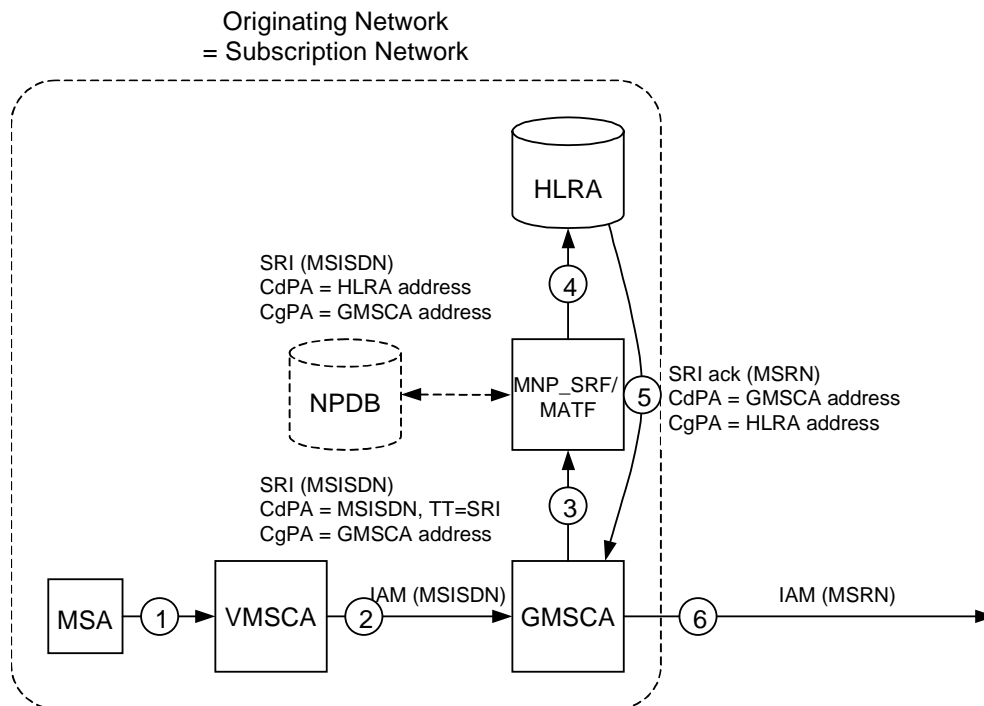 Originating Network
= Subscription Network
HLRA
SRI (MSISDN)
CdPA = HLRA address
CgPA = GMSCA address
4
NPDB
MNP_SRF/
MATF
5
SRI ack (MSRN)
CdPA = GMSCA address
CgPA = HLRA address
SRI (MSISDN)
CdPA = MSISDN, TT=SRI
CgPA = GMSCA address
3
MSA
1
VMSCA
2
IAM (MSISDN)
GMSCA
6
IAM (MSRN)